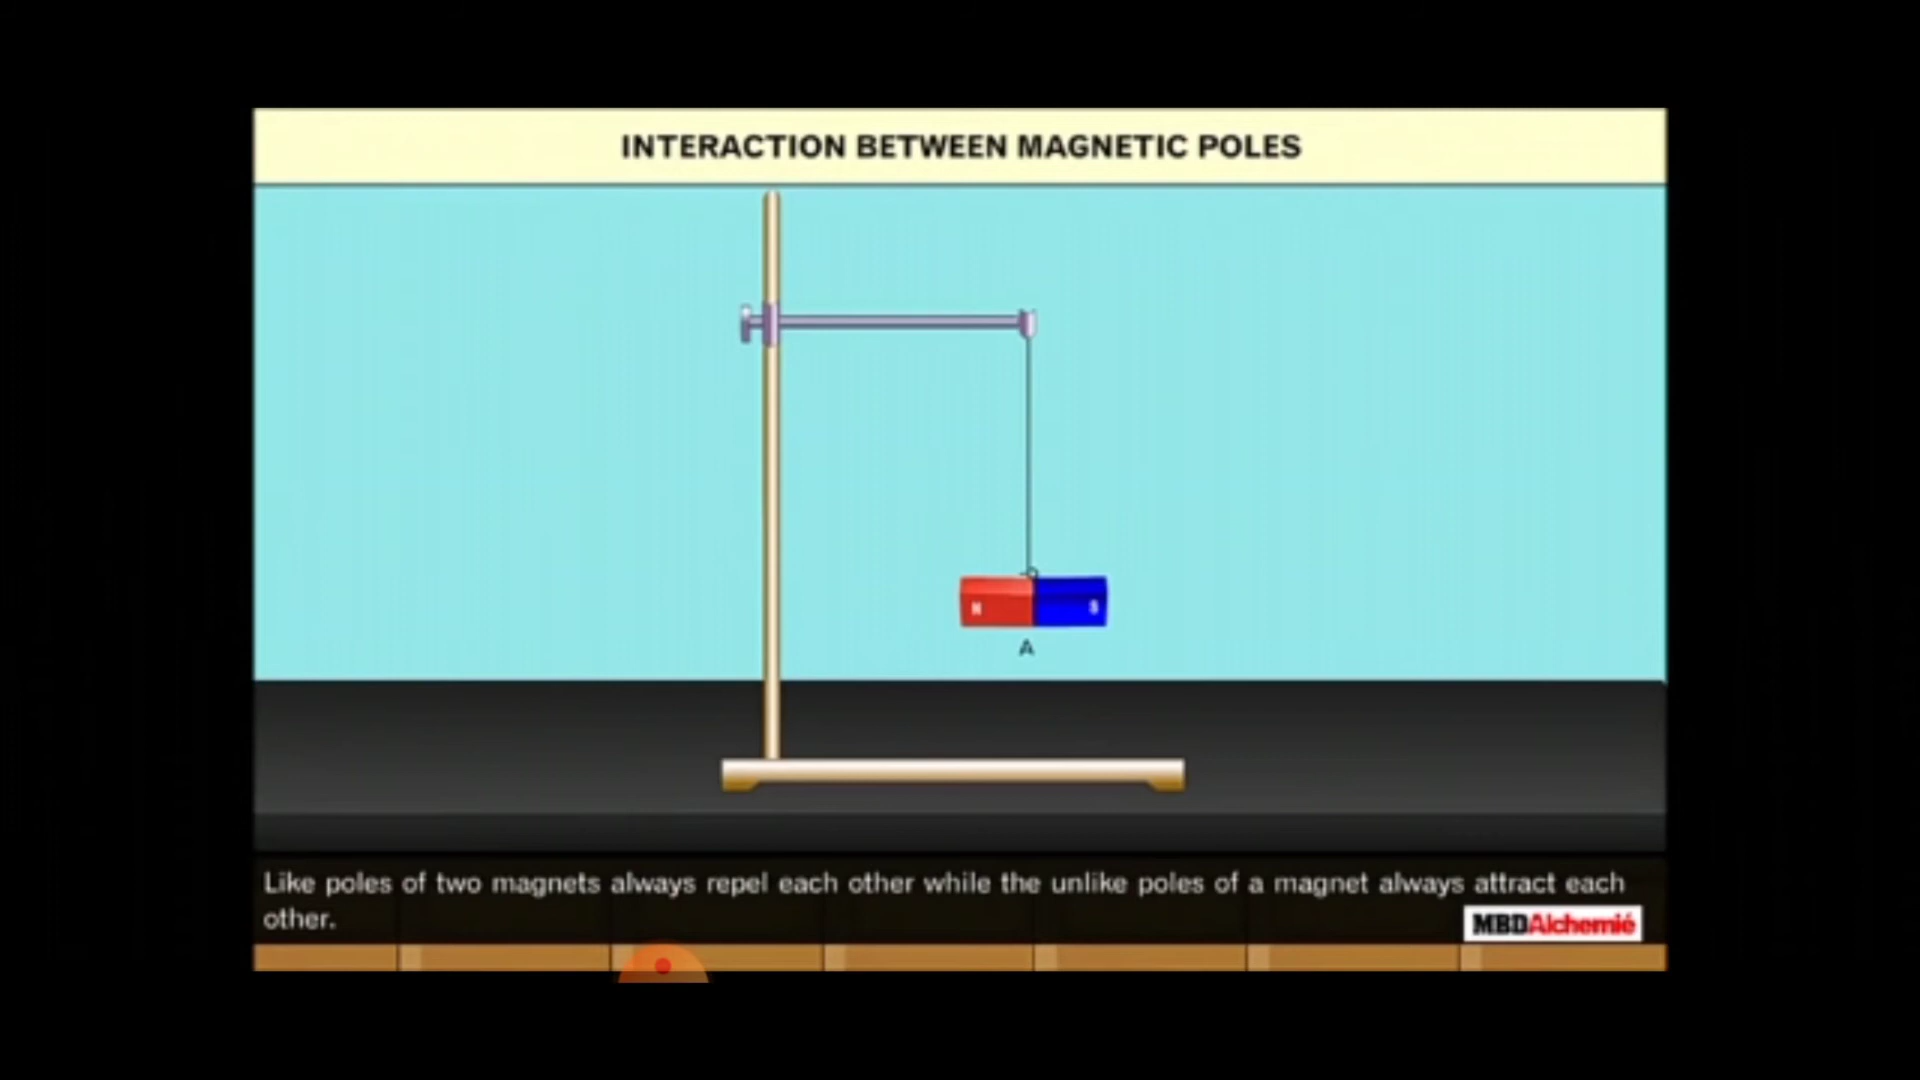 INTERACTION BETWEEN MAGNETIC POLES
N S
A
Like poles of two magnets always repel each other while the unlike poles of a magnet always attract each
other.
MBDAlchemié